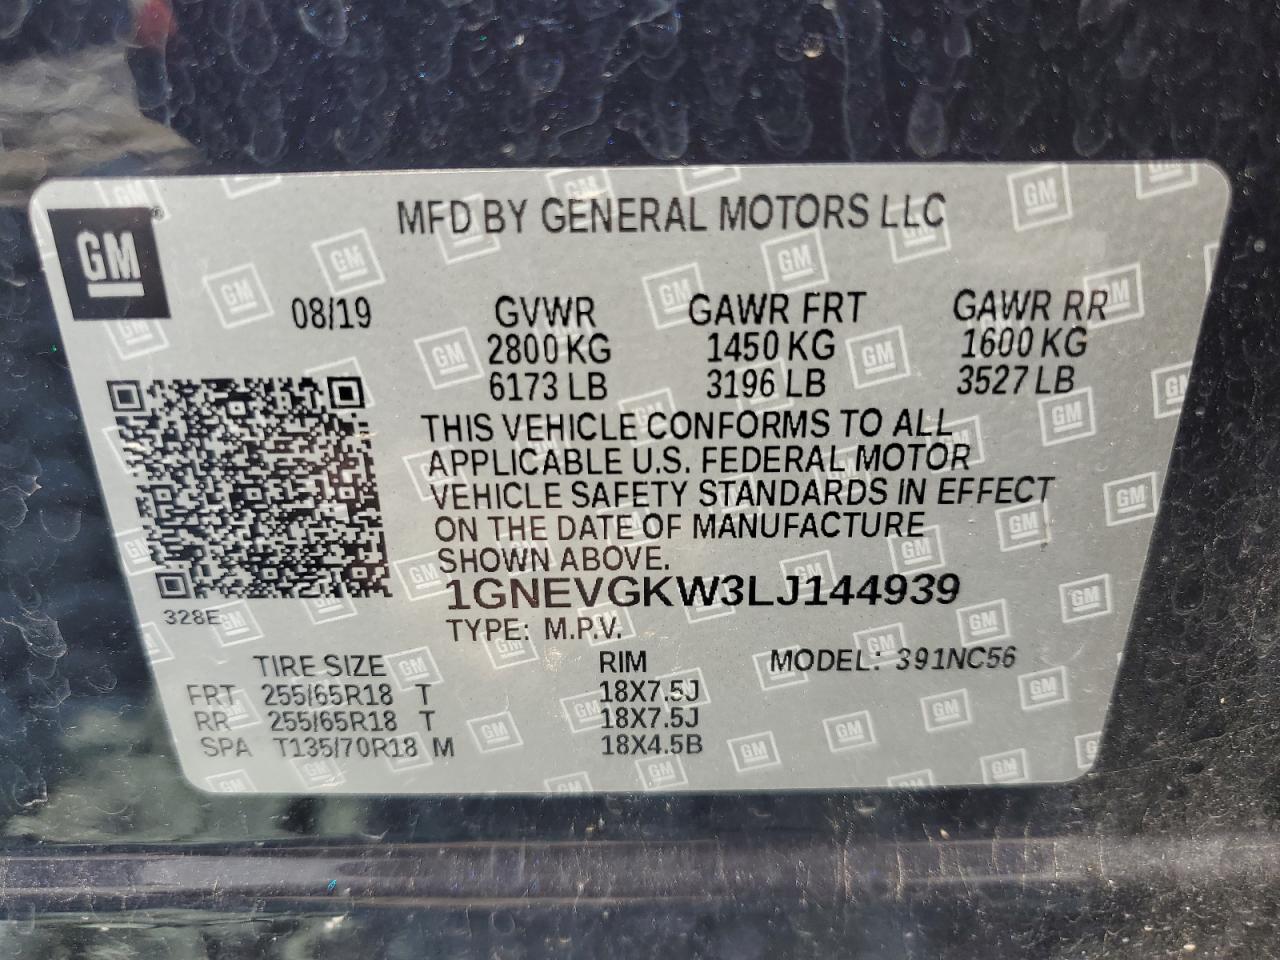 MFD BY GENERAL MOTORS LLC
GM
08/19 GVWR GAWR FRT GAWR RR
2800 KG 1450 KG 1600 KG
6173 LB 3196 LB 3527 LB
THIS VEHICLE CONFORMS TO ALL
APPLICABLE U.S. FEDERAL MOTOR
VEHICLE SAFETY STANDARDS IN EFFECT
ON THE DATE OF MANUFACTURE
SHOWN ABOVE.
1GNEVGKW3LJ144939
328E
TYPE: M.P.V.
TIRE SIZE RIM MODEL: 391NC56
FRT 255/65R18 T 18X7.5J
RR 255/65R18 T 18X7.5J
SPA T135/70R18 M 18X4.5B